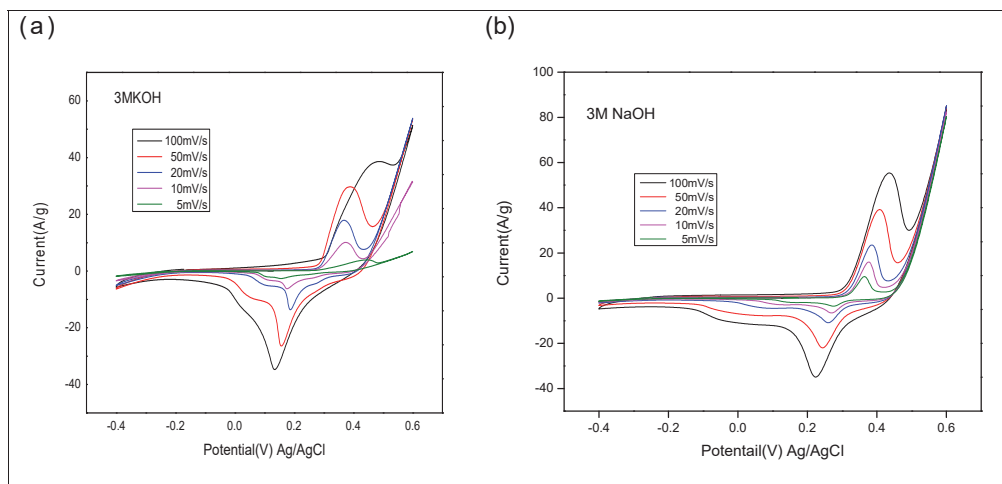 (a)
3MKOH
100mV/s
50mV/s
20mV/s
10mV/s
5mV/s
Current(A/g)
60
40
20
0
-20
-40
-0.4
-0.2
0.0
0.2
0.4
0.6
Potential(V) Ag/AgCl
(b)
3M NaOH
100mV/s
50mV/s
20mV/s
10mV/s
5mV/s
Current(A/g)
100
80
60
40
20
0
-20
-40
-0.4
-0.2
0.0
0.2
0.4
0.6
Potentail(V) Ag/AgCl